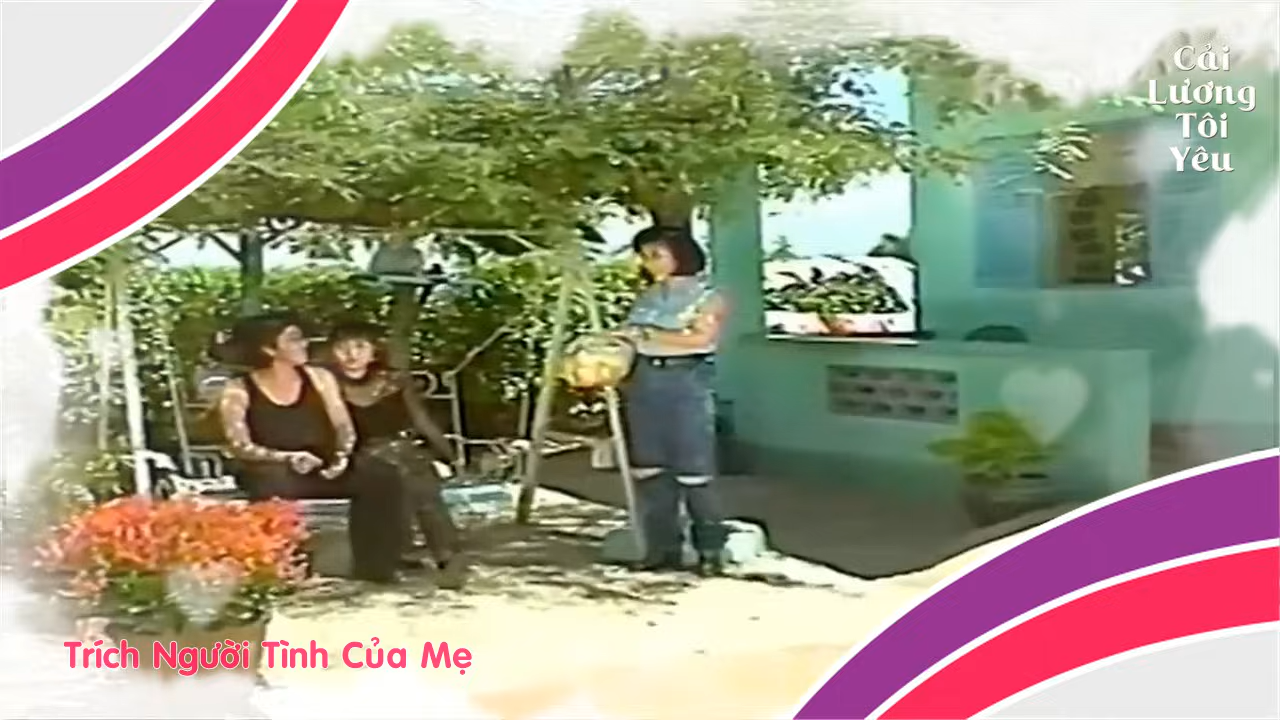 Cải
Lương
Tôi
Yêu
Trích Người Tình Của Mẹ